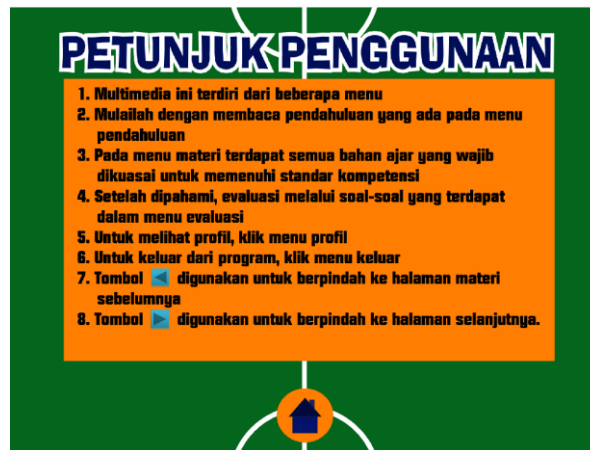 PETUNJUK PENGGUNAAN
1. Multimedia ini terdiri dari beberapa menu
2. Mulailah dengan membaca pendahuluan yang ada pada menu
pendahuluan
3. Pada menu materi terdapat semua bahan ajar yang wajib
dikuasai untuk memenuhi standar kompetensi
4. Setelah dipahami, evaluasi melalui soal-soal yang terdapat
dalam menu evaluasi
5. Untuk melihat profil, klik menu profil
6. Untuk keluar dari program, klik menu keluar
7. Tombol digunakan untuk berpindah ke halaman materi
sebelumnya
8. Tombol digunakan untuk berpindah ke halaman selanjutnya.